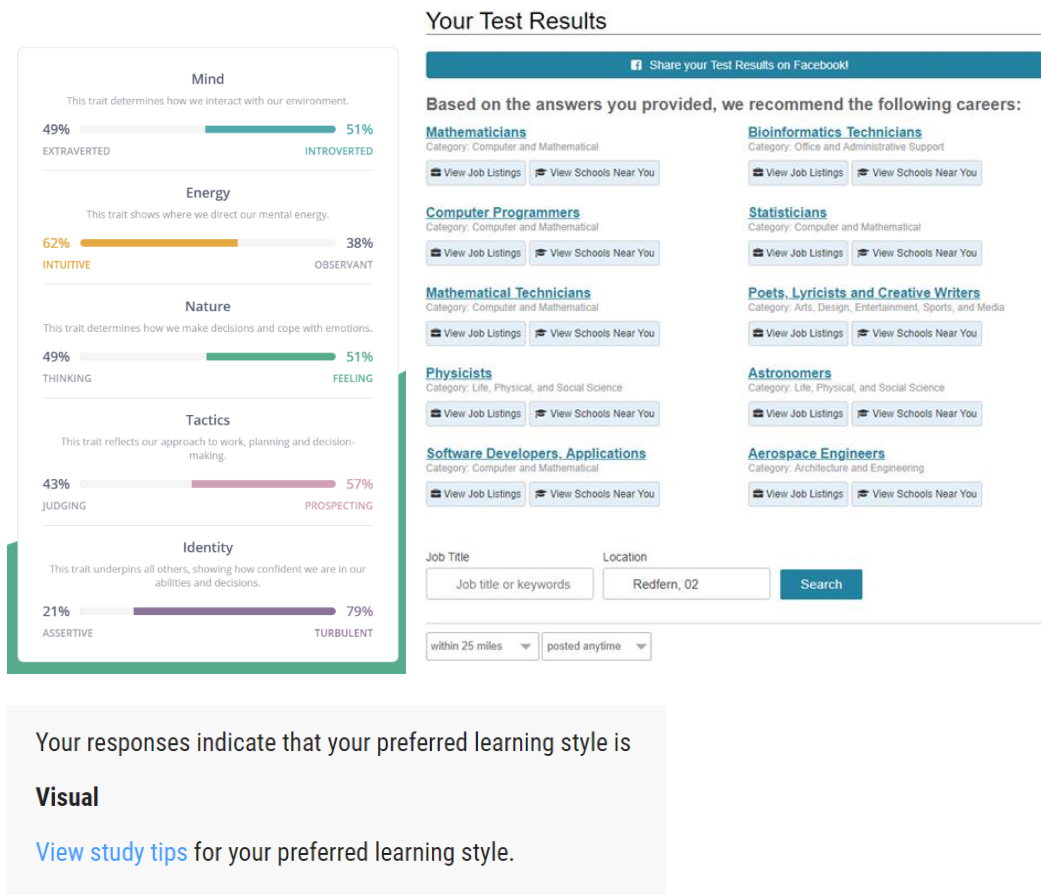 Mind
This trait determines how we interact with our environment.
49% 51%
EXTRAVERTED INTROVERTED
Energy
This trait shows where we direct our mental energy.
62% 38%
INTUITIVE OBSERVANT
Nature
This trait determines how we make decisions and cope with emotions.
49% 51%
THINKING FEELING
Tactics
This trait reflects our approach to work, planning and decision-
making.
43% 57%
JUDGING PROSPECTING
Identity
This trait underpins all others, showing how confident we are in our
abilities and decisions.
21% 79%
ASSERTIVE TURBULENT
Your Test Results
Share your Test Results on Facebook!
Based on the answers you provided, we recommend the following careers:
Mathematicians
Category: Computer and Mathematical
View Job Listings View Schools Near You
Computer Programmers
Category: Computer and Mathematical
View Job Listings View Schools Near You
Mathematical Technicians
Category: Computer and Mathematical
View Job Listings View Schools Near You
Physicists
Category: Life, Physical, and Social Science
View Job Listings View Schools Near You
Software Developers, Applications
Category: Computer and Mathematical
View Job Listings View Schools Near You
Bioinformatics Technicians
Category: Office and Administrative Support
View Job Listings View Schools Near You
Statisticians
Category: Computer and Mathematical
View Job Listings View Schools Near You
Poets, Lyricists and Creative Writers
Category: Arts, Design, Entertainment, Sports, and Media
View Job Listings View Schools Near You
Astronomers
Category: Life, Physical, and Social Science
View Job Listings View Schools Near You
Aerospace Engineers
Category: Architecture and Engineering
View Job Listings View Schools Near You
Job Title Location
Job title or keywords Redfern, 02 Search
within 25 miles posted anytime
Your responses indicate that your preferred learning style is
Visual
View study tips for your preferred learning style.